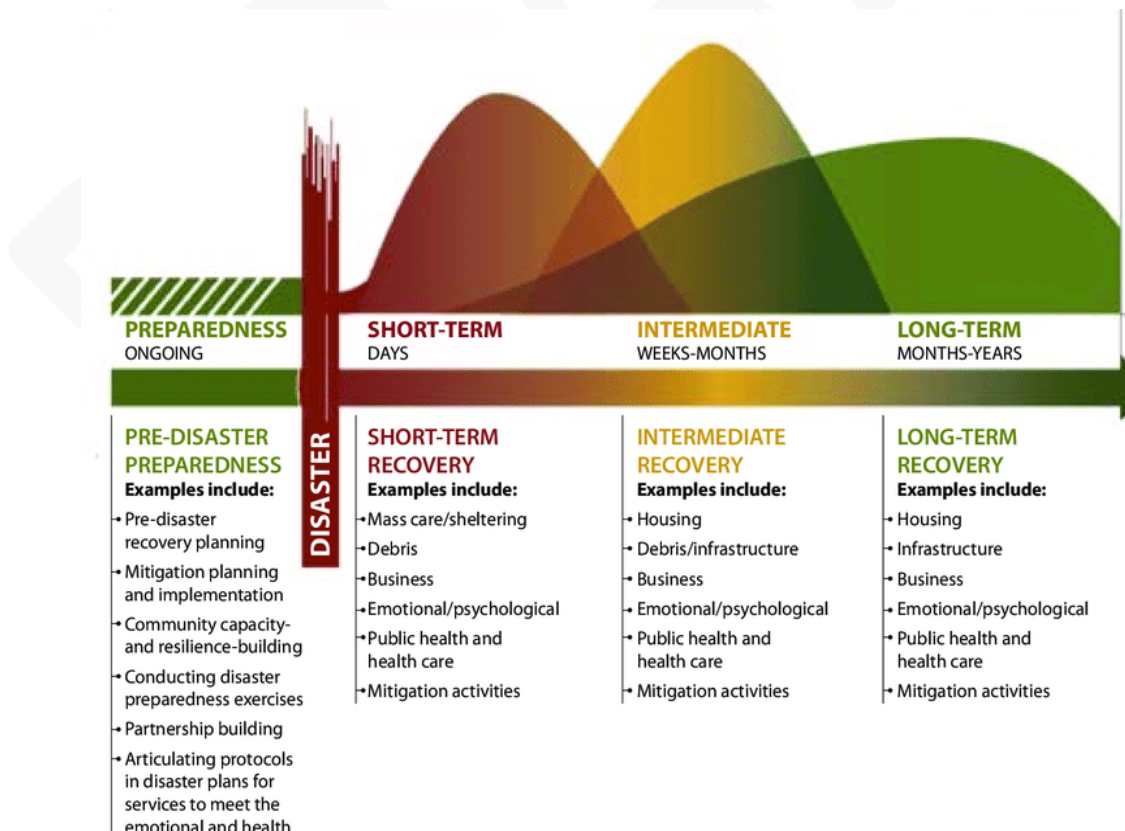 PREPAREDNESS
ONGOING
SHORT-TERM
DAYS
INTERMEDIATE
WEEKS-MONTHS
LONG-TERM
MONTHS-YEARS
DISASTER
PRE-DISASTER
PREPAREDNESS
Examples include:
• Pre-disaster
recovery planning
• Mitigation planning
and implementation
• Community capacity-
and resilience-building
• Conducting disaster
preparedness exercises
• Partnership building
• Articulating protocols
in disaster plans for
services to meet the
emotional and health
SHORT-TERM
RECOVERY
Examples include:
• Mass care/sheltering
• Debris
• Business
• Emotional/psychological
• Public health and
health care
• Mitigation activities
INTERMEDIATE
RECOVERY
Examples include:
• Housing
• Debris/infrastructure
• Business
• Emotional/psychological
• Public health and
health care
• Mitigation activities
LONG-TERM
RECOVERY
Examples include:
• Housing
• Infrastructure
• Business
• Emotional/psychological
• Public health and
health care
• Mitigation activities